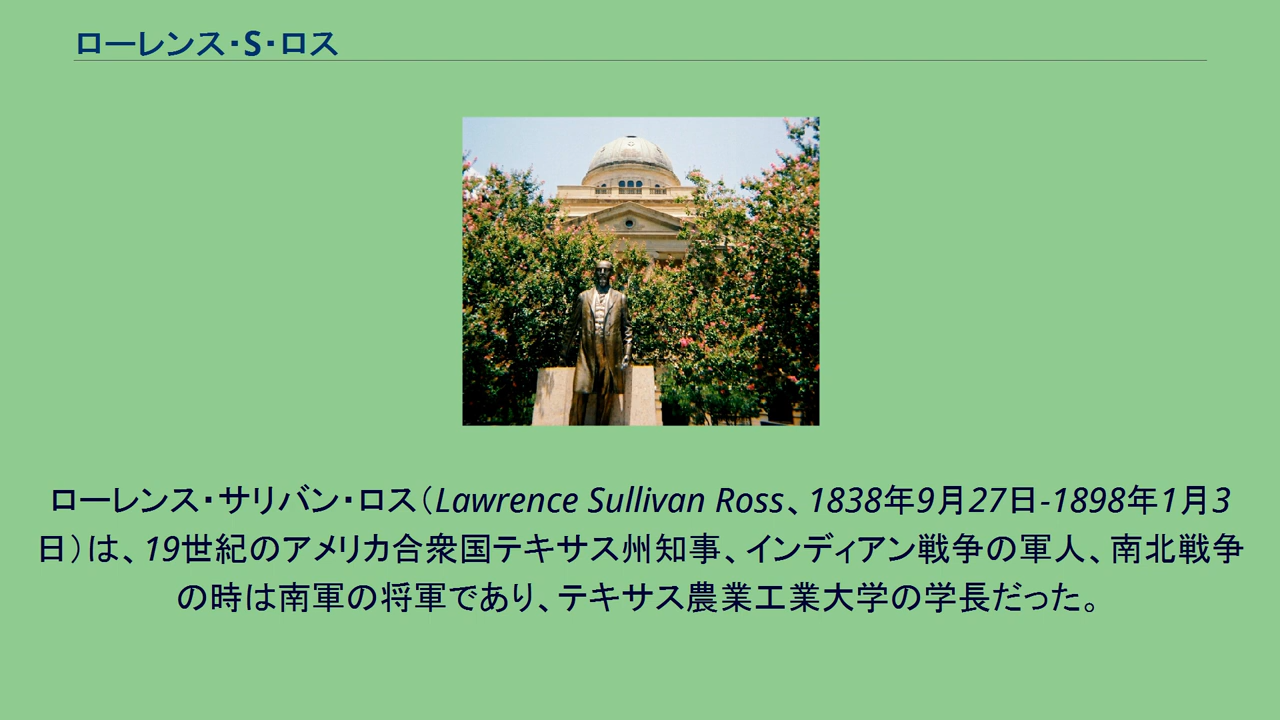 ローレンス・S・ロス
ローレンス・サリバン・ロス（Lawrence Sullivan Ross、1838年9月27日-1898年1月3
日）は、19世紀のアメリカ合衆国テキサス州知事、インディアン戦争の軍人、南北戦争
の時は南軍の将軍であり、テキサス農業工業大学の学長だった。